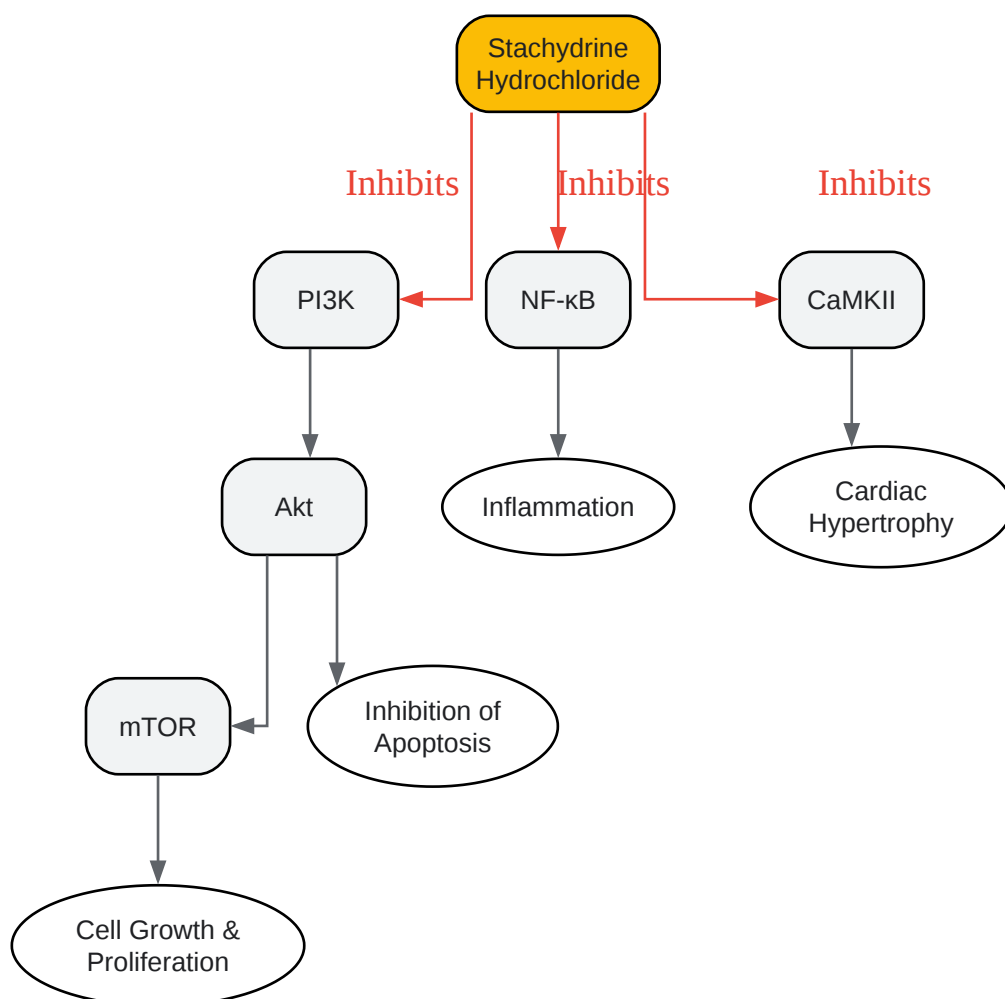 Stachydrine
Hydrochloride
Inhibits
Inhibits
Inhibits
PI3K
NF-κB
CaMKII
Akt
Inflammation
Cardiac
Hypertrophy
mTOR
Inhibition of
Apoptosis
Cell Growth &
Proliferation